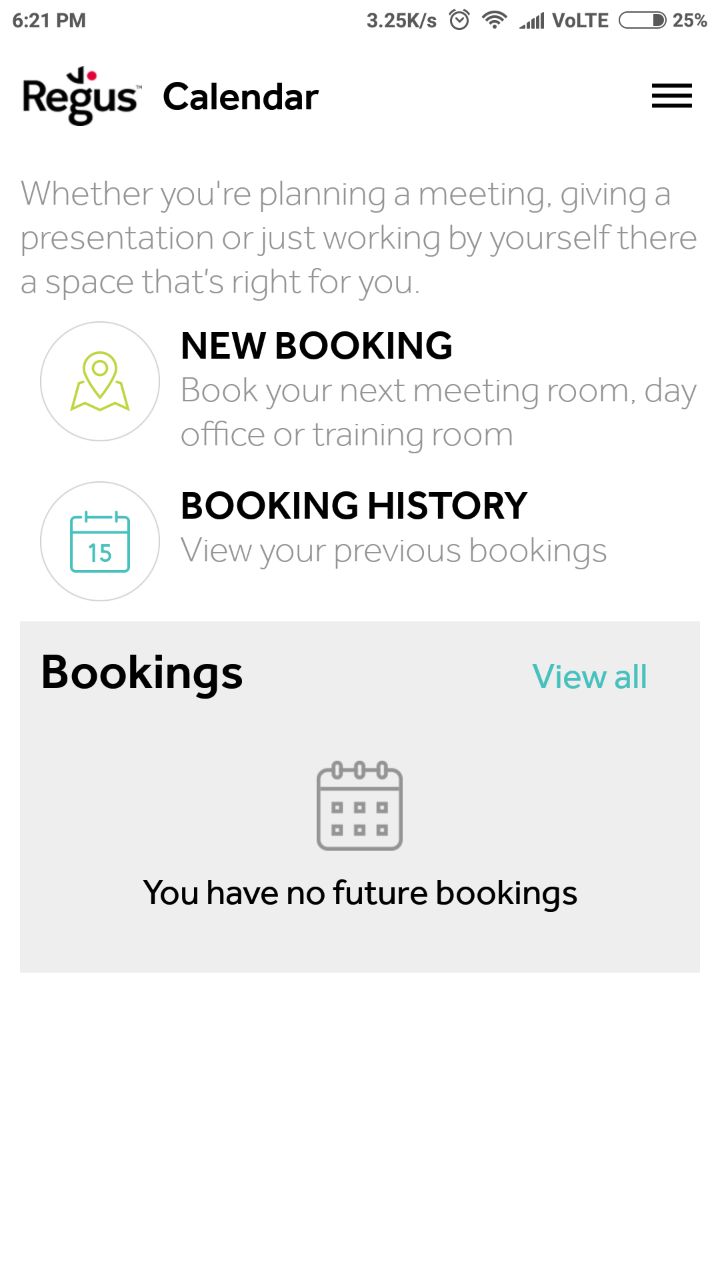 6:21 PM 3.25K/s VoLTE 25%
Regus™ Calendar
Whether you're planning a meeting, giving a
presentation or just working by yourself there
a space that's right for you.
NEW BOOKING
Book your next meeting room, day
office or training room
BOOKING HISTORY
15
View your previous bookings
Bookings View all
You have no future bookings